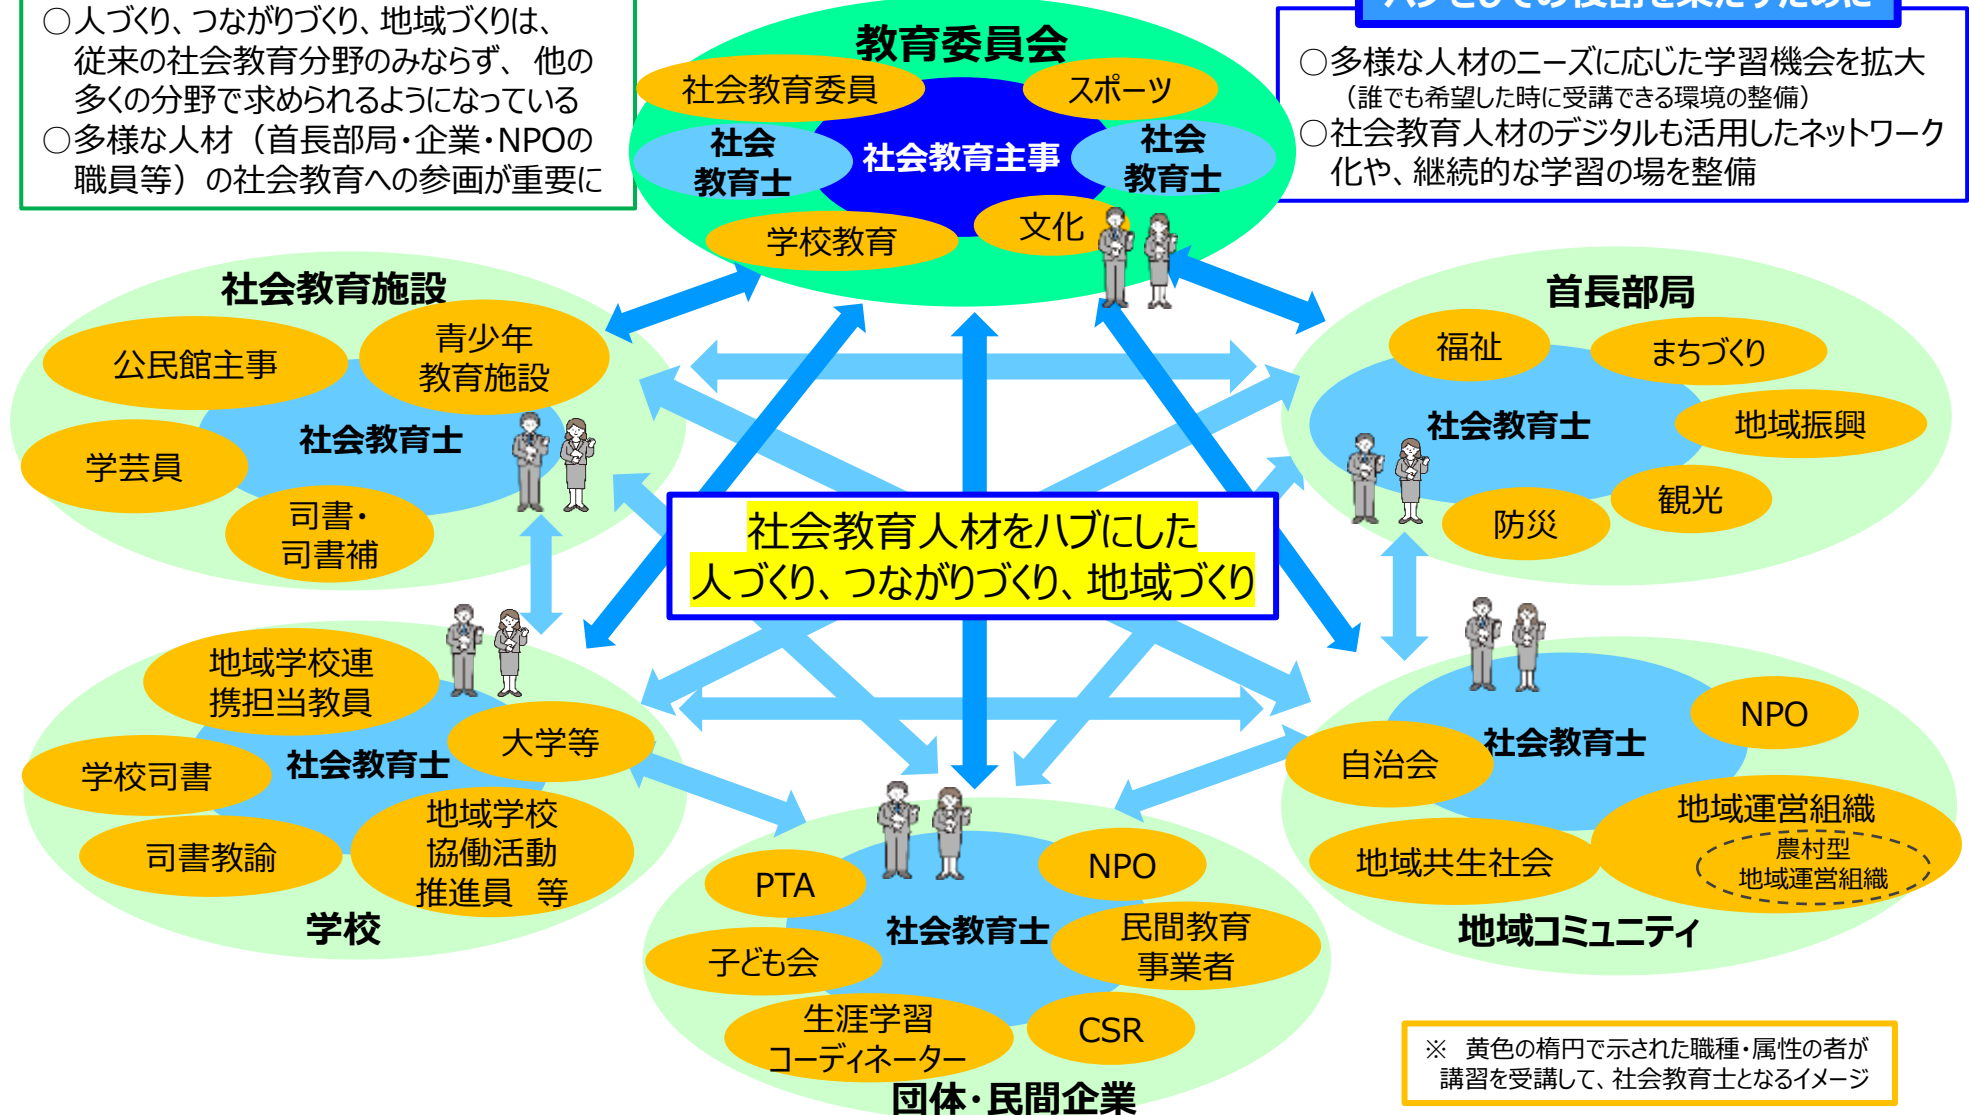 ○人づくり、つながりづくり、地域づくりは、
従来の社会教育分野のみならず、他の
多くの分野で求められるようになっている
○多様な人材（首長部局・企業・NPOの
職員等）の社会教育への参画が重要に
ハブとしての役割を果たすために
○多様な人材のニーズに応じた学習機会を拡大
（誰でも希望した時に受講できる環境の整備）
○社会教育人材のデジタルも活用したネットワーク
化や、継続的な学習の場を整備
教育委員会
社会教育委員
スポーツ
社会
教育士
社会教育主事
社会
教育士
学校教育
文化
社会教育施設
公民館主事
青少年
教育施設
社会教育士
学芸員
司書・
司書補
首長部局
福祉
まちづくり
社会教育士
地域振興
観光
防災
社会教育人材をハブにした
人づくり、つながりづくり、地域づくり
地域学校連
携担当教員
大学等
社会教育士
学校司書
司書教諭
地域学校
協働活動
推進員 等
学校
PTA
NPO
社会教育士
子ども会
民間教育
事業者
生涯学習
コーディネーター
CSR
団体・民間企業
NPO
社会教育士
自治会
地域運営組織
農村型
地域運営組織
地域共生社会
地域コミュニティ
※ 黄色の楕円で示された職種・属性の者が
講習を受講して、社会教育士となるイメージ